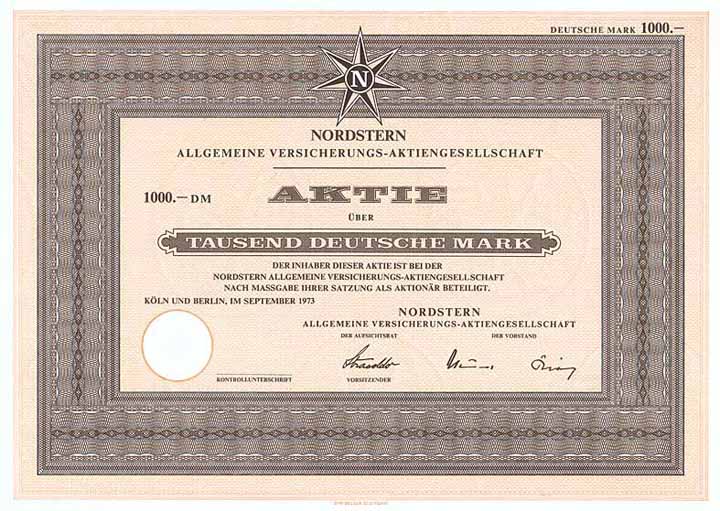 DEUTSCHE MARK 1000.—
N
NORDSTERN
ALLGEMEINE VERSICHERUNGS-AKTIENGESELLSCHAFT
1000.— DM
AKTIE
ÜBER
TAUSEND DEUTSCHE MARK
DER INHABER DIESER AKTIE IST BEI DER
NORDSTERN ALLGEMEINE VERSICHERUNGS-AKTIENGESELLSCHAFT
NACH MASSGABE IHRER SATZUNG ALS AKTIONÄR BETEILIGT.
KÖLN UND BERLIN, IM SEPTEMBER 1973
NORDSTERN
ALLGEMEINE VERSICHERUNGS-AKTIENGESELLSCHAFT
DER AUFSICHTSRAT DER VORSTAND
KONTROLLUNTERSCHRIFT VORSITZENDER